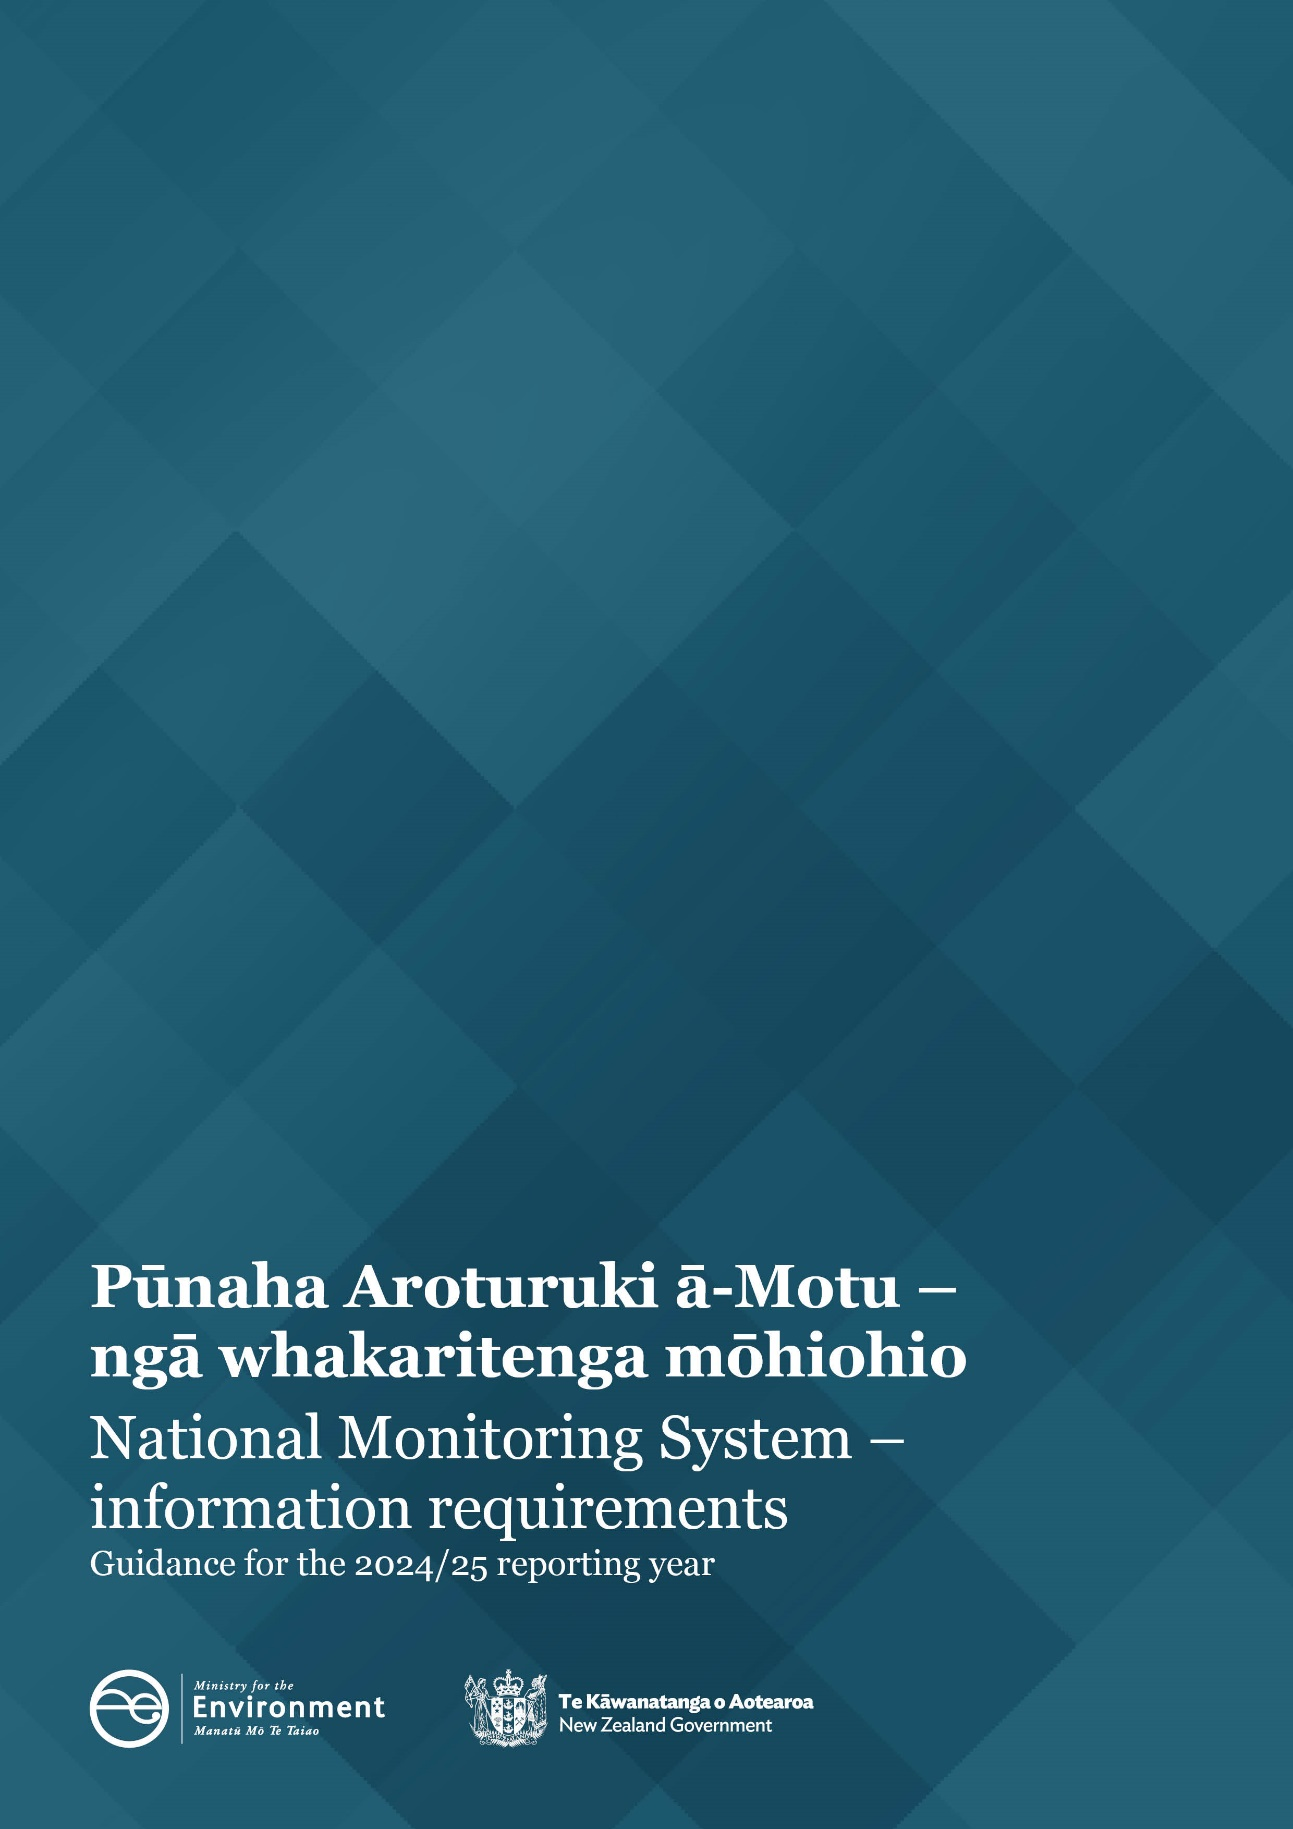 Pūnaha Aroturuki ā-Motu –
ngā whakaritenga mōhiohio
National Monitoring System –
information requirements
Guidance for the 2024/25 reporting year
Ministry for the
Environment
Manatū Mō Te Taiao
Te Kāwanatanga o Aotearoa
New Zealand Government